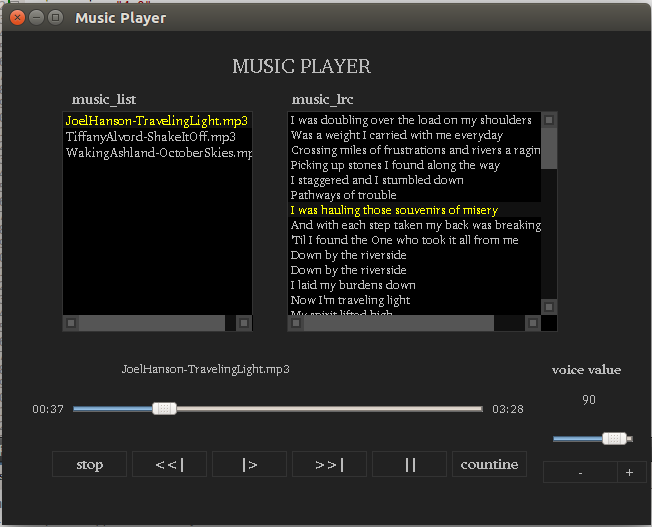 Music Player
MUSIC PLAYER
music_list
JoelHanson-TravelingLight.mp3
TiffanyAlvord-ShakeItOff.mp3
WakingAshland-OctoberSkies.mp
music_lrc
I was doubling over the load on my shoulders
Was a weight I carried with me everyday
Crossing miles of frustrations and rivers a ragin
Picking up stones I found along the way
I staggered and I stumbled down
Pathways of trouble
I was hauling those souvenirs of misery
And with each step taken my back was breaking
'Til I found the One who took it all from me
Down by the riverside
Down by the riverside
I laid my burdens down
Now I'm traveling light
My spirit lifted high
JoelHanson-TravelingLight.mp3
00:37
03:28
voice value
90
- +
stop <<| |> >>| || countine